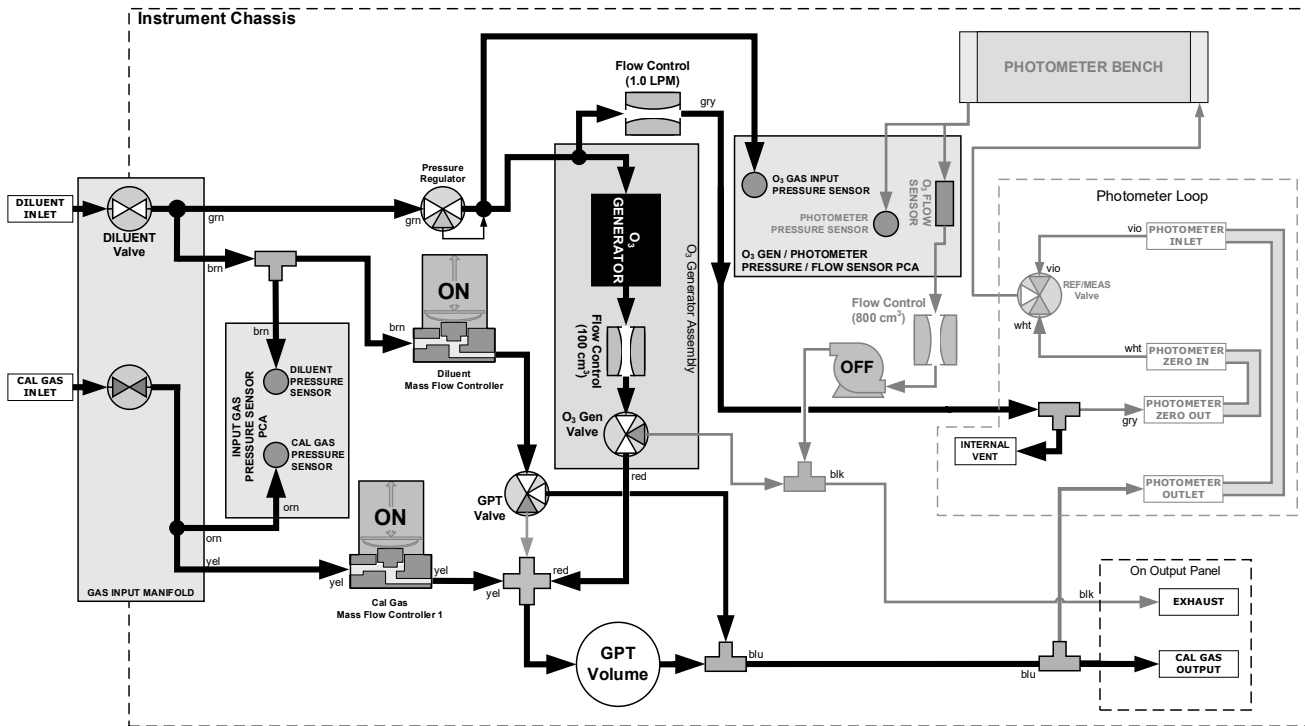 Instrument Chassis
Flow Control
(1.0 LPM)
gry
PHOTOMETER BENCH
Pressure
Regulator
O₃ GAS INPUT
PRESSURE SENSOR
O₃ FLOW
SENSOR
PHOTOMETER
PRESSURE SENSOR
O₃ GEN / PHOTOMETER
PRESSURE / FLOW SENSOR PCA
Photometer Loop
vio
PHOTOMETER
INLET
vio
REF/MEAS
Valve
wht
wht
PHOTOMETER
ZERO IN
PHOTOMETER
ZERO OUT
gry
INTERNAL
VENT
PHOTOMETER
OUTLET
DILUENT
INLET
DILUENT
Valve
grn
grn
brn
O₃
GENERATOR
O₃ Generator Assembly
ON
brn
brn
Diluent
Mass Flow Controller
Flow Control
(100 cm³)
Flow Control
(800 cm³)
OFF
CAL GAS
INLET
INPUT GAS
PRESSURE SENSOR
PCA
DILUENT
PRESSURE
SENSOR
CAL GAS
PRESSURE
SENSOR
O₃ Gen
Valve
red
blk
orn
orn
GPT
Valve
ON
yel
yel
yel
yel
red
Cal Gas
Mass Flow Controller 1
GAS INPUT MANIFOLD
GPT
Volume
blu
blu
blk
On Output Panel
EXHAUST
CAL GAS
OUTPUT